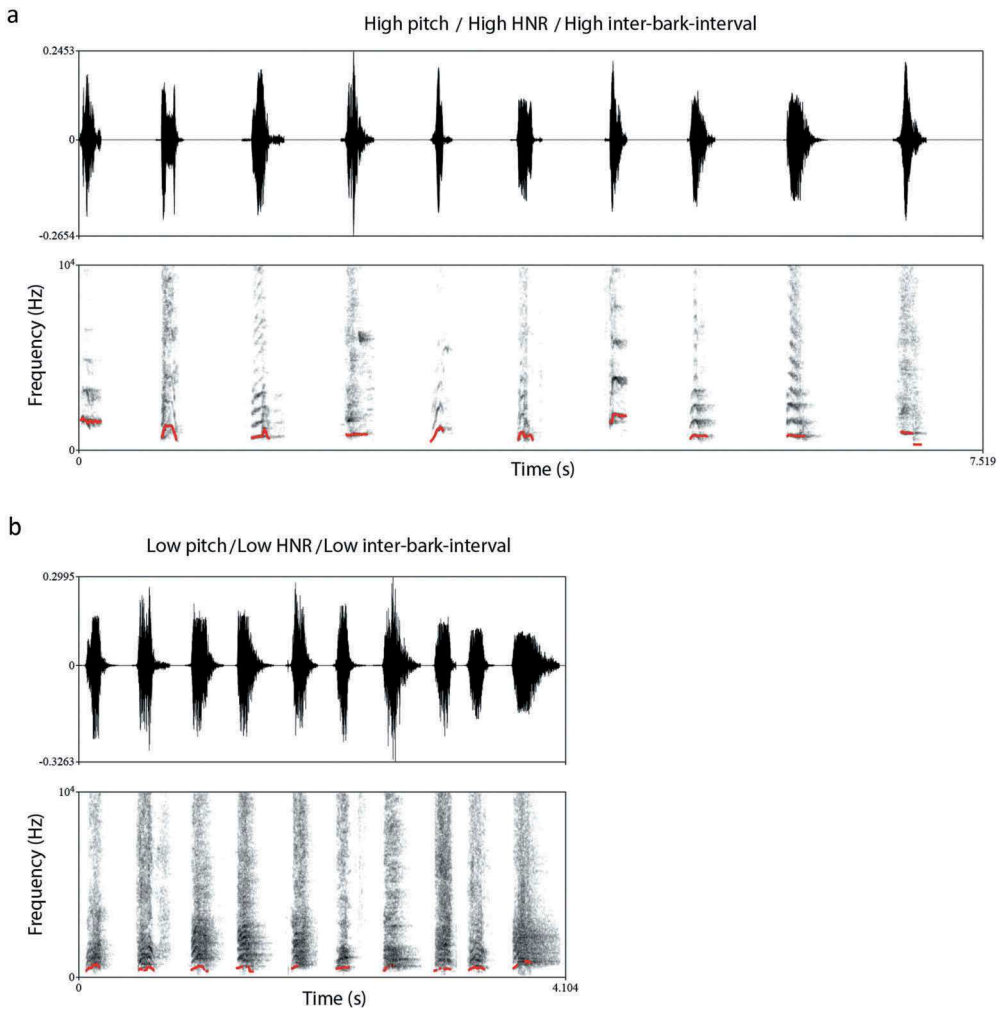 a
High pitch / High HNR / High inter-bark-interval
0.2453
0
-0.2654
10⁴
Frequency (Hz)
0
0
Time (s)
7.519
b
Low pitch/Low HNR/Low inter-bark-interval
0.2995
0
-0.3263
10⁴
Frequency (Hz)
0
0
Time (s)
4.104